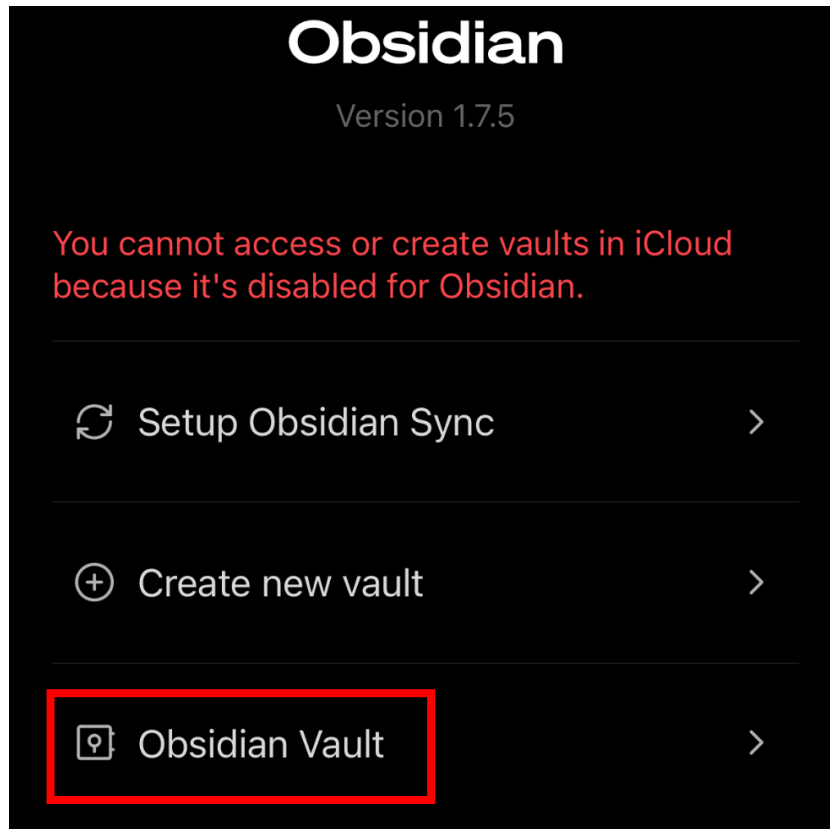 Obsidian
Version 1.7.5
You cannot access or create vaults in iCloud
because it's disabled for Obsidian.
Setup Obsidian Sync
Create new vault
Obsidian Vault